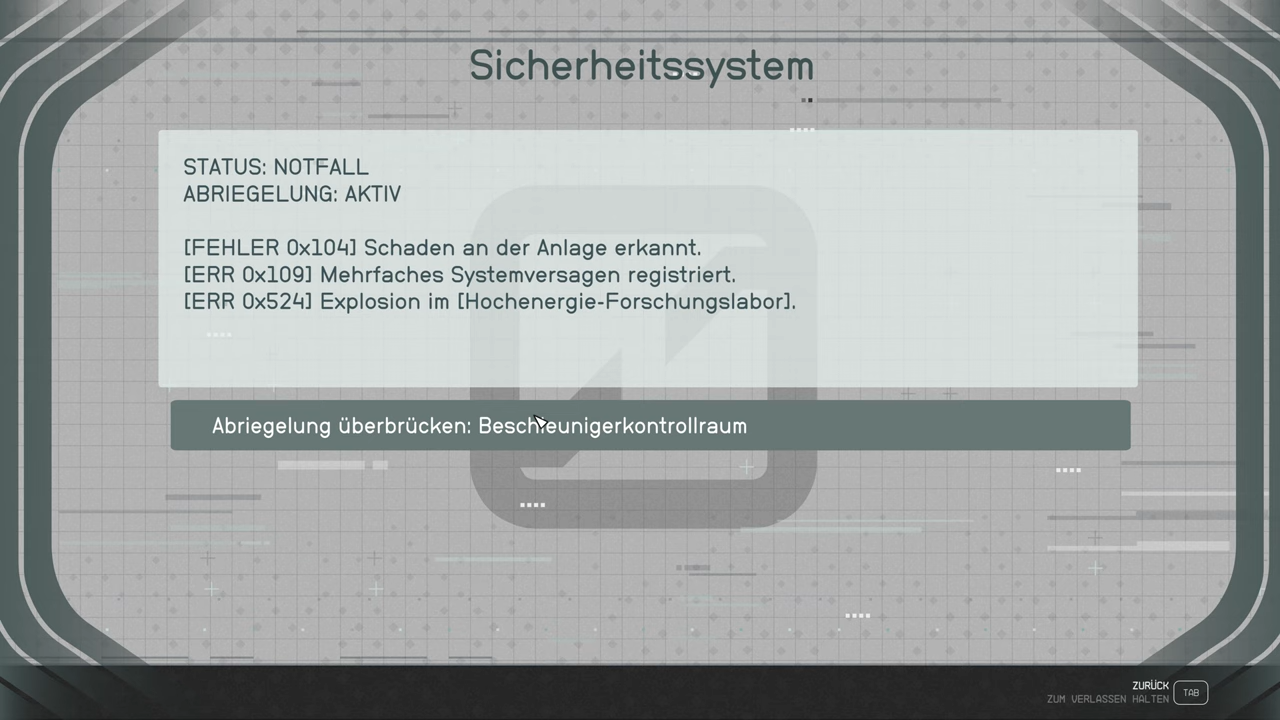 Sicherheitssystem
STATUS: NOTFALL
ABRIEGELUNG: AKTIV
[FEHLER 0x104] Schaden an der Anlage erkannt.
[ERR 0x109] Mehrfaches Systemversagen registriert.
[ERR 0x524] Explosion im [Hochenergie-Forschungslabor].
Abriegelung überbrücken: Beschleunigerkontrollraum
ZURÜCK
ZUM VERLASSEN HALTEN
TAB